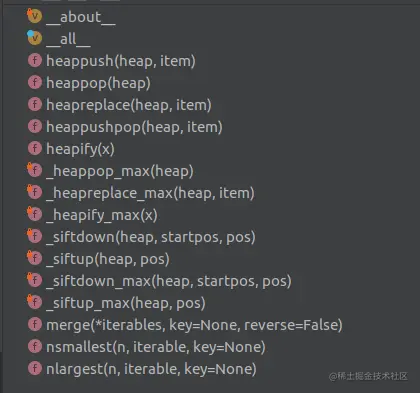 __about__
__all__
heappush(heap, item)
heappop(heap)
heapreplace(heap, item)
heappushpop(heap, item)
heapify(x)
_heappop_max(heap)
_heapreplace_max(heap, item)
_heapify_max(x)
_siftdown(heap, startpos, pos)
_siftup(heap, pos)
_siftdown_max(heap, startpos, pos)
_siftup_max(heap, pos)
merge(*iterables, key=None, reverse=False)
nsmallest(n, iterable, key=None)
nlargest(n, iterable, key=None)
@稀土掘金技术社区